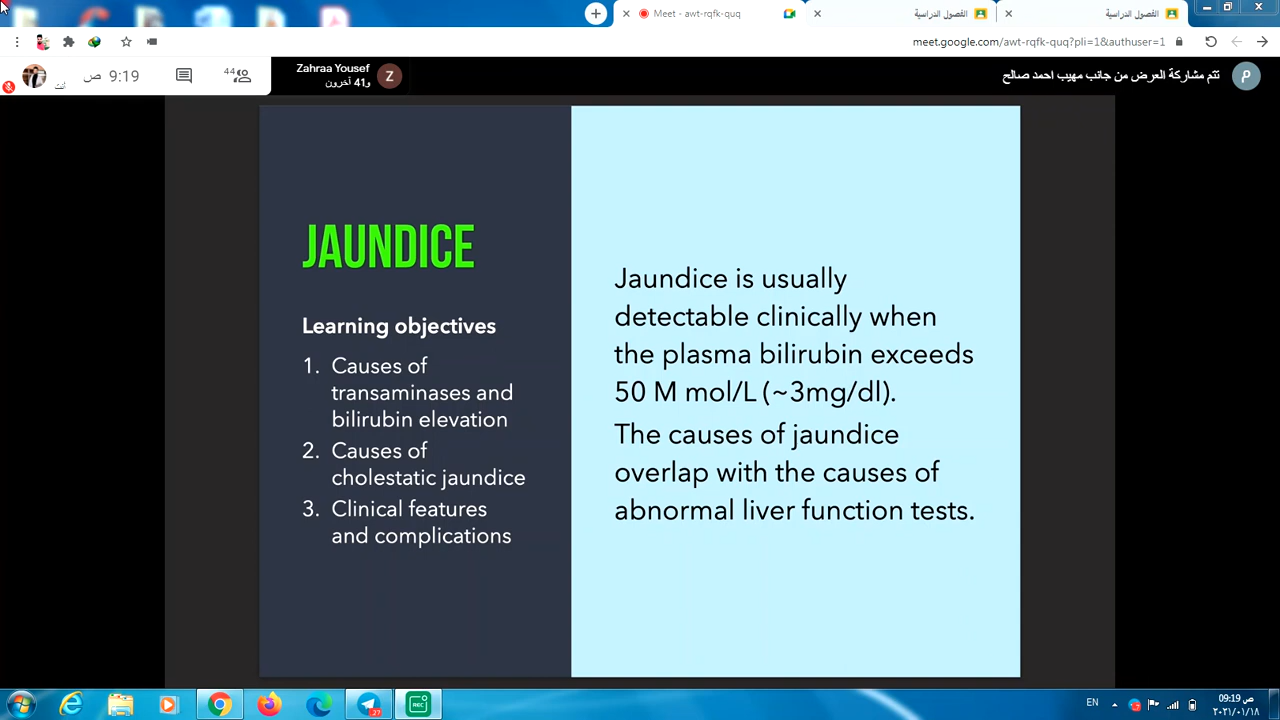 Meet - awt-rqfk-quq
الفصول الدراسية
الفصول الدراسية
meet.google.com/awt-rqfk-quq?pli=1&authuser=1
9:19 ص
44
أنت
Zahraa Yousef
و41 آخرون
Z
تتم مشاركة العرض من جانب مهيب احمد صالح
م
JAUNDICE
Learning objectives
1. Causes of
transaminases and
bilirubin elevation
2. Causes of
cholestatic jaundice
3. Clinical features
and complications
Jaundice is usually
detectable clinically when
the plasma bilirubin exceeds
50 M mol/L (~3mg/dl).
The causes of jaundice
overlap with the causes of
abnormal liver function tests.
REC
27
EN
09:19 ص
٢٠٢١/٠١/١٨